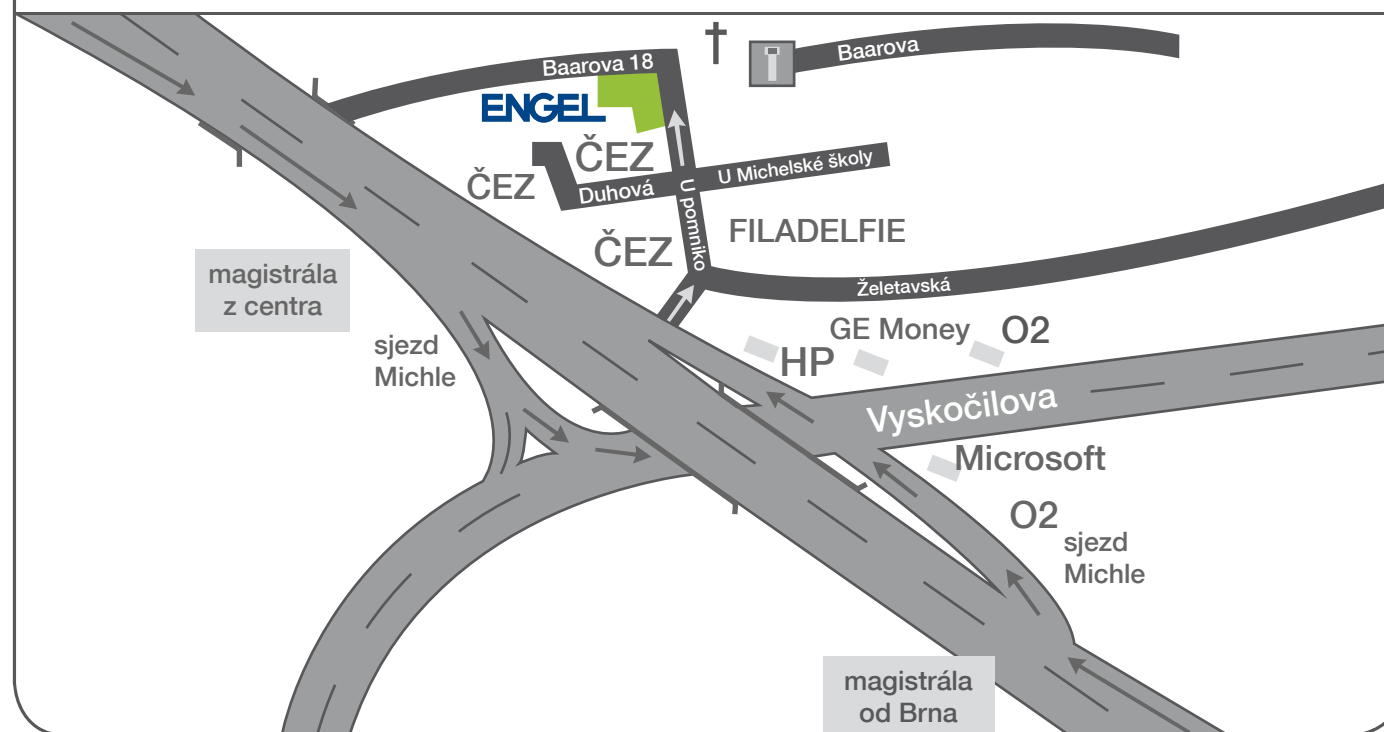 Baarova
Baarova 18
ENGEL
ČEZ
ČEZ
Duhová
U Michelské školy
U pomniko
ČEZ
FILADELFIE
Želetavská
magistrála
z centra
sjezd
Michle
GE Money
O2
HP
Vyskočilova
Microsoft
O2
sjezd
Michle
magistrála
od Brna